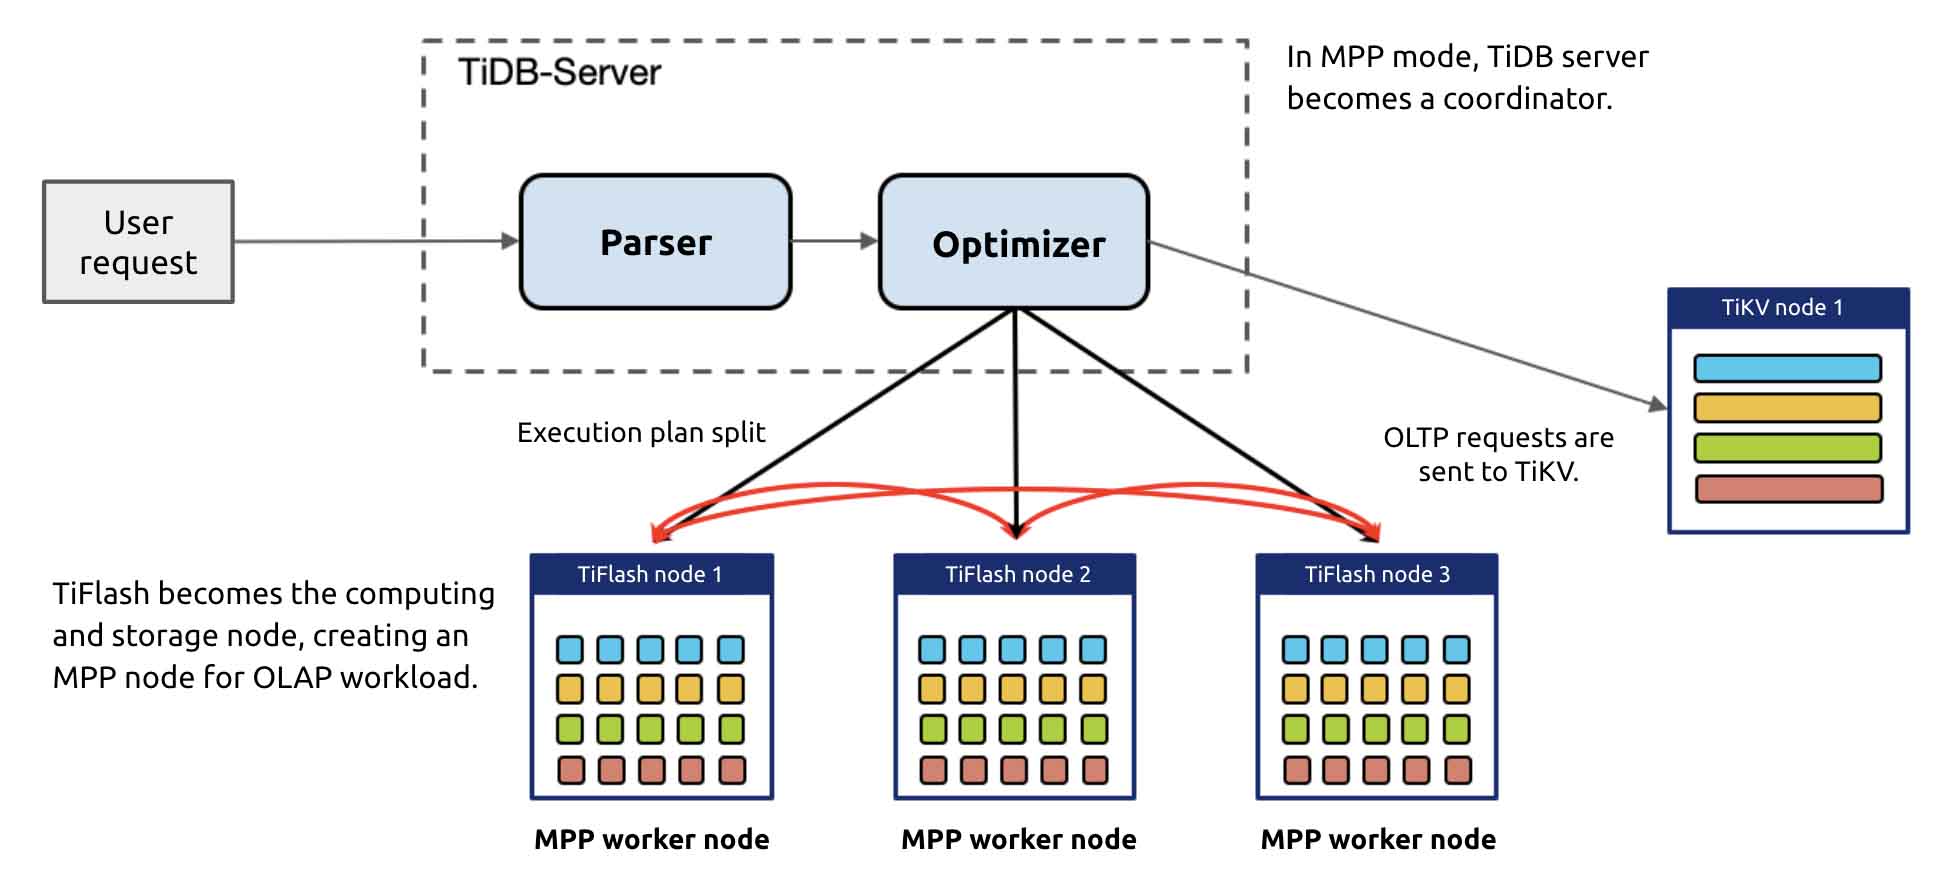 TiDB-Server
In MPP mode, TiDB server
becomes a coordinator.
User
request
Parser
Optimizer
TiKV node 1
Execution plan split
OLTP requests are
sent to TiKV.
TiFlash becomes the computing
and storage node, creating an
MPP node for OLAP workload.
TiFlash node 1
TiFlash node 2
TiFlash node 3
MPP worker node
MPP worker node
MPP worker node